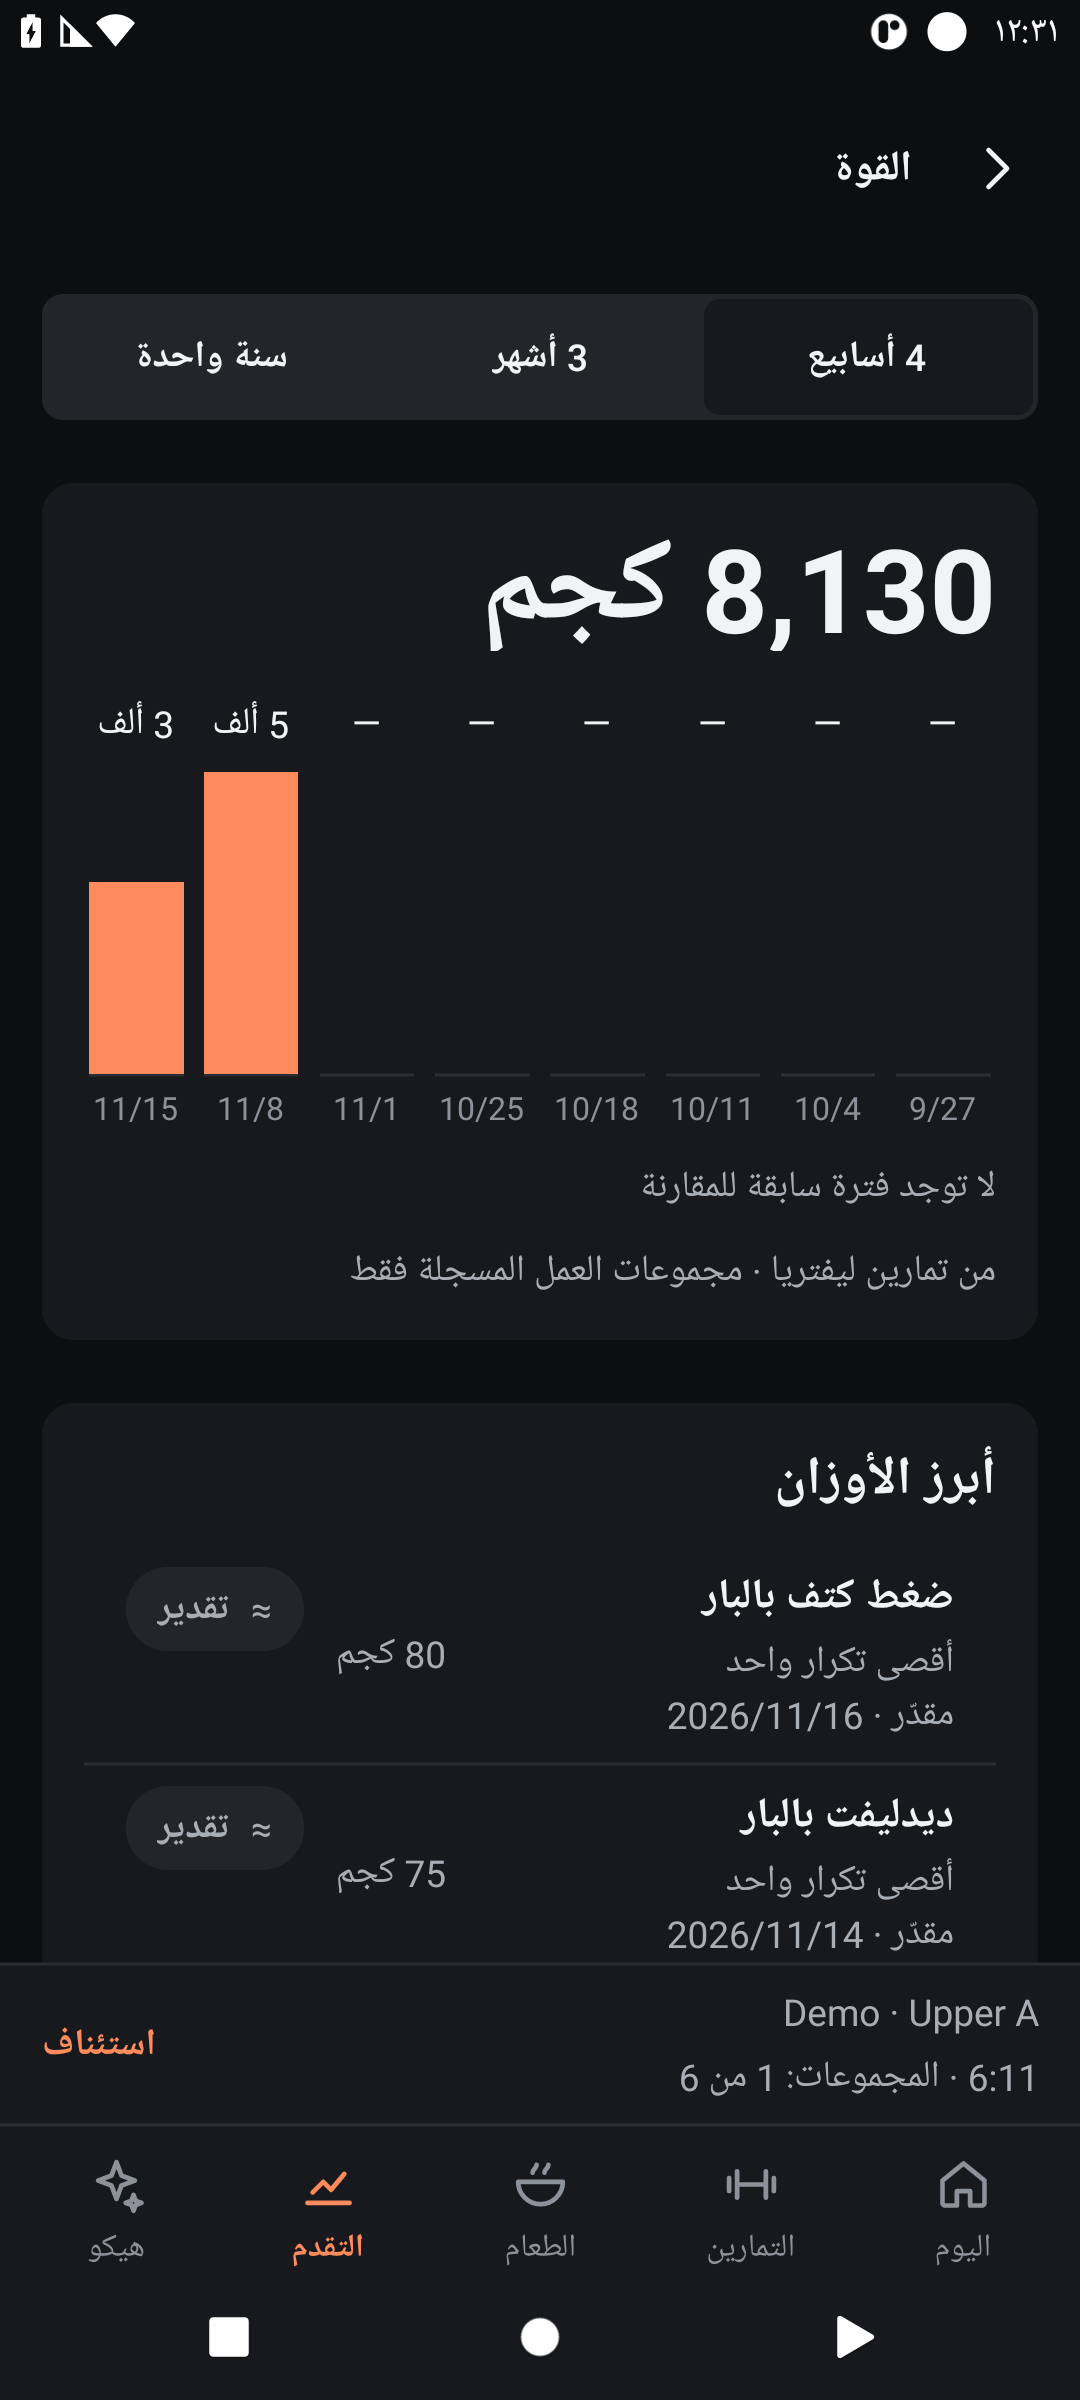 ١٢:٣١
القوة
4 أسابيع
3 أشهر
سنة واحدة
8,130 كجم
— — — — — — 5 ألف 3 ألف
9/27 10/4 10/11 10/18 10/25 11/1 11/8 11/15
لا توجد فترة سابقة للمقارنة
من تمارين ليفتريا · مجموعات العمل المسجلة فقط
أبرز الأوزان
ضغط كتف بالبار
أقصى تكرار واحد
مقدّر · 2026/11/16
80 كجم
≈ تقدير
ديدليفت بالبار
أقصى تكرار واحد
مقدّر · 2026/11/14
75 كجم
≈ تقدير
Demo · Upper A
6:11 · المجموعات: 1 من 6
استئناف
اليوم
التمارين
الطعام
التقدم
هيكو